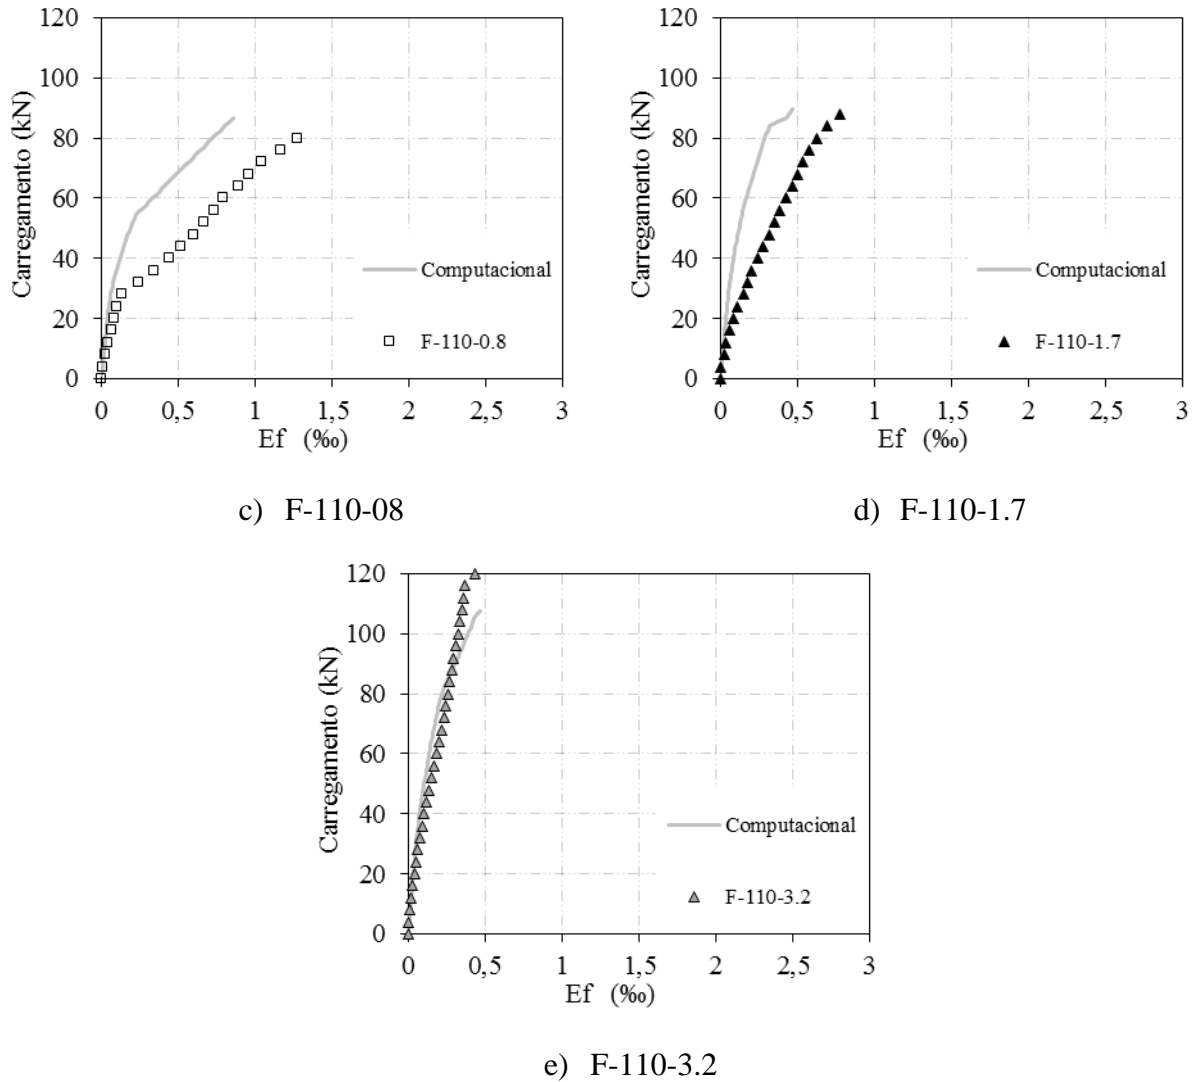 120
100
80
60
40
20
0
Carregamento (kN)
0 0,5 1 1,5 2 2,5 3
Ef (‰)
Computacional
F-110-0.8
c) F-110-08
120
100
80
60
40
20
0
Carregamento (kN)
0 0,5 1 1,5 2 2,5 3
Ef (‰)
Computacional
F-110-1.7
d) F-110-1.7
120
100
80
60
40
20
0
Carregamento (kN)
0 0,5 1 1,5 2 2,5 3
Ef (‰)
Computacional
F-110-3.2
e) F-110-3.2